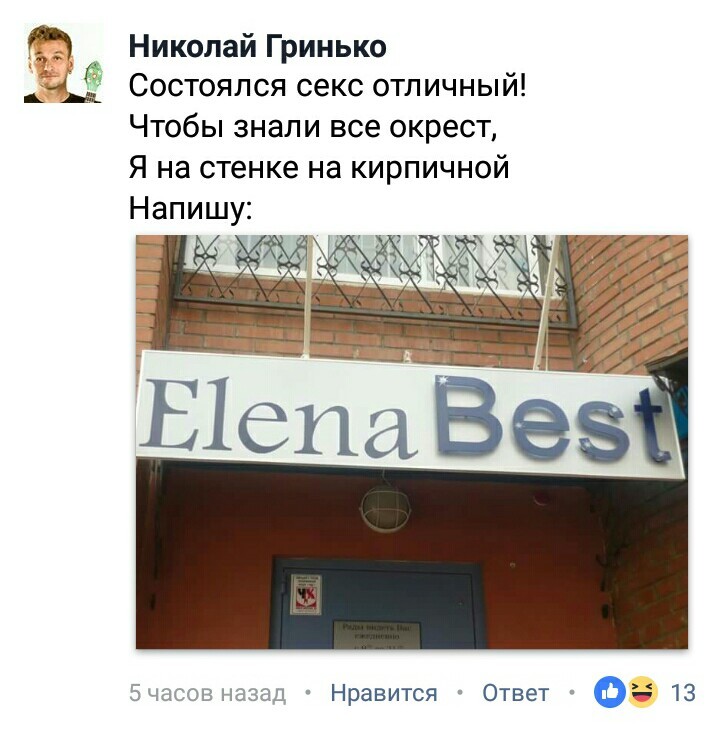 Николай Гринько
Состоялся секс отличный!
Чтобы знали все окрест,
Я на стенке на кирпичной
Напишу:
Elena Best
ЧК
Рады видеть Вас
ежедневно
5 часов назад • Нравится • Ответ • 13